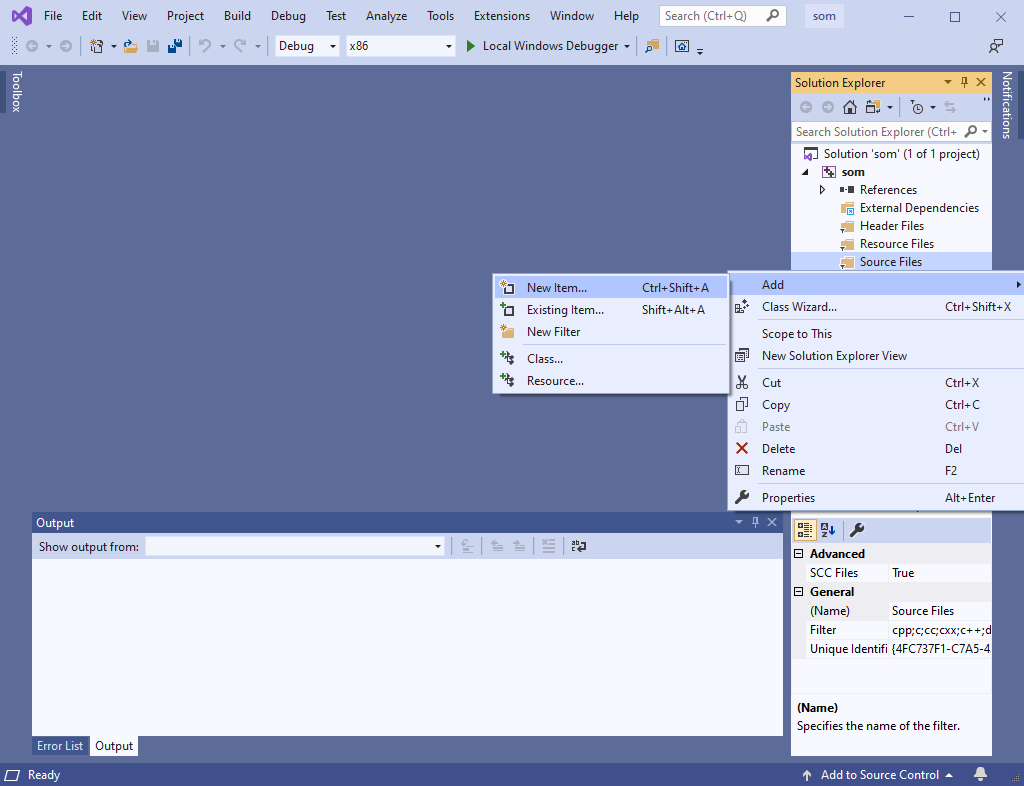 File Edit View Project Build Debug Test Analyze Tools Extensions Window Help Search (Ctrl+Q) som
Debug x86 Local Windows Debugger
Toolbox
Notifications
Solution Explorer
Search Solution Explorer (Ctrl+
Solution 'som' (1 of 1 project)
som
References
External Dependencies
Header Files
Resource Files
Source Files
New Item... Ctrl+Shift+A
Existing Item... Shift+Alt+A
New Filter
Class...
Resource...
Add
Class Wizard... Ctrl+Shift+X
Scope to This
New Solution Explorer View
Cut Ctrl+X
Copy Ctrl+C
Paste Ctrl+V
Delete Del
Rename F2
Properties Alt+Enter
Output
Show output from:
Error List Output
Advanced
SCC Files True
General
(Name) Source Files
Filter cpp;c;cc;cxx;c++;d
Unique Identifi {4FC737F1-C7A5-4
(Name)
Specifies the name of the filter.
Ready Add to Source Control